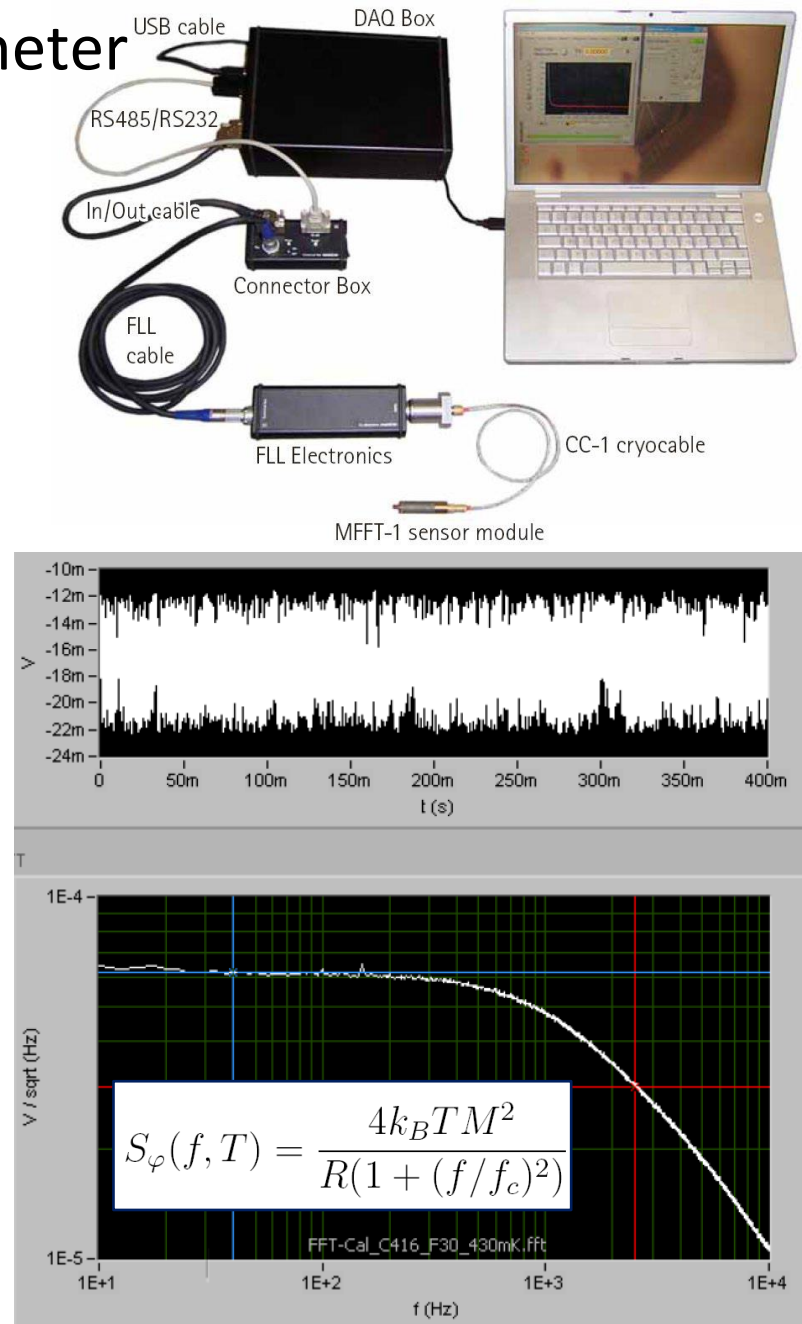 neter
USB cable
DAQ Box
RS485/RS232
In/Out cable
Connector Box
FLL
cable
FLL Electronics
CC-1 cryocable
MFFT-1 sensor module
-10m
-12m
-14m
-16m
-18m
-20m
-22m
-24m
V
0 50m 100m 150m 200m 250m 300m 350m 400m
t (s)
T
1E-4
V / sqrt (Hz)
S_φ(f, T) = 4k_BTM² / R(1 + (f/f_c)²)
FFT-Cal_C416_F30_430mK.fft
1E-5
1E+1 1E+2 1E+3 1E+4
f (Hz)